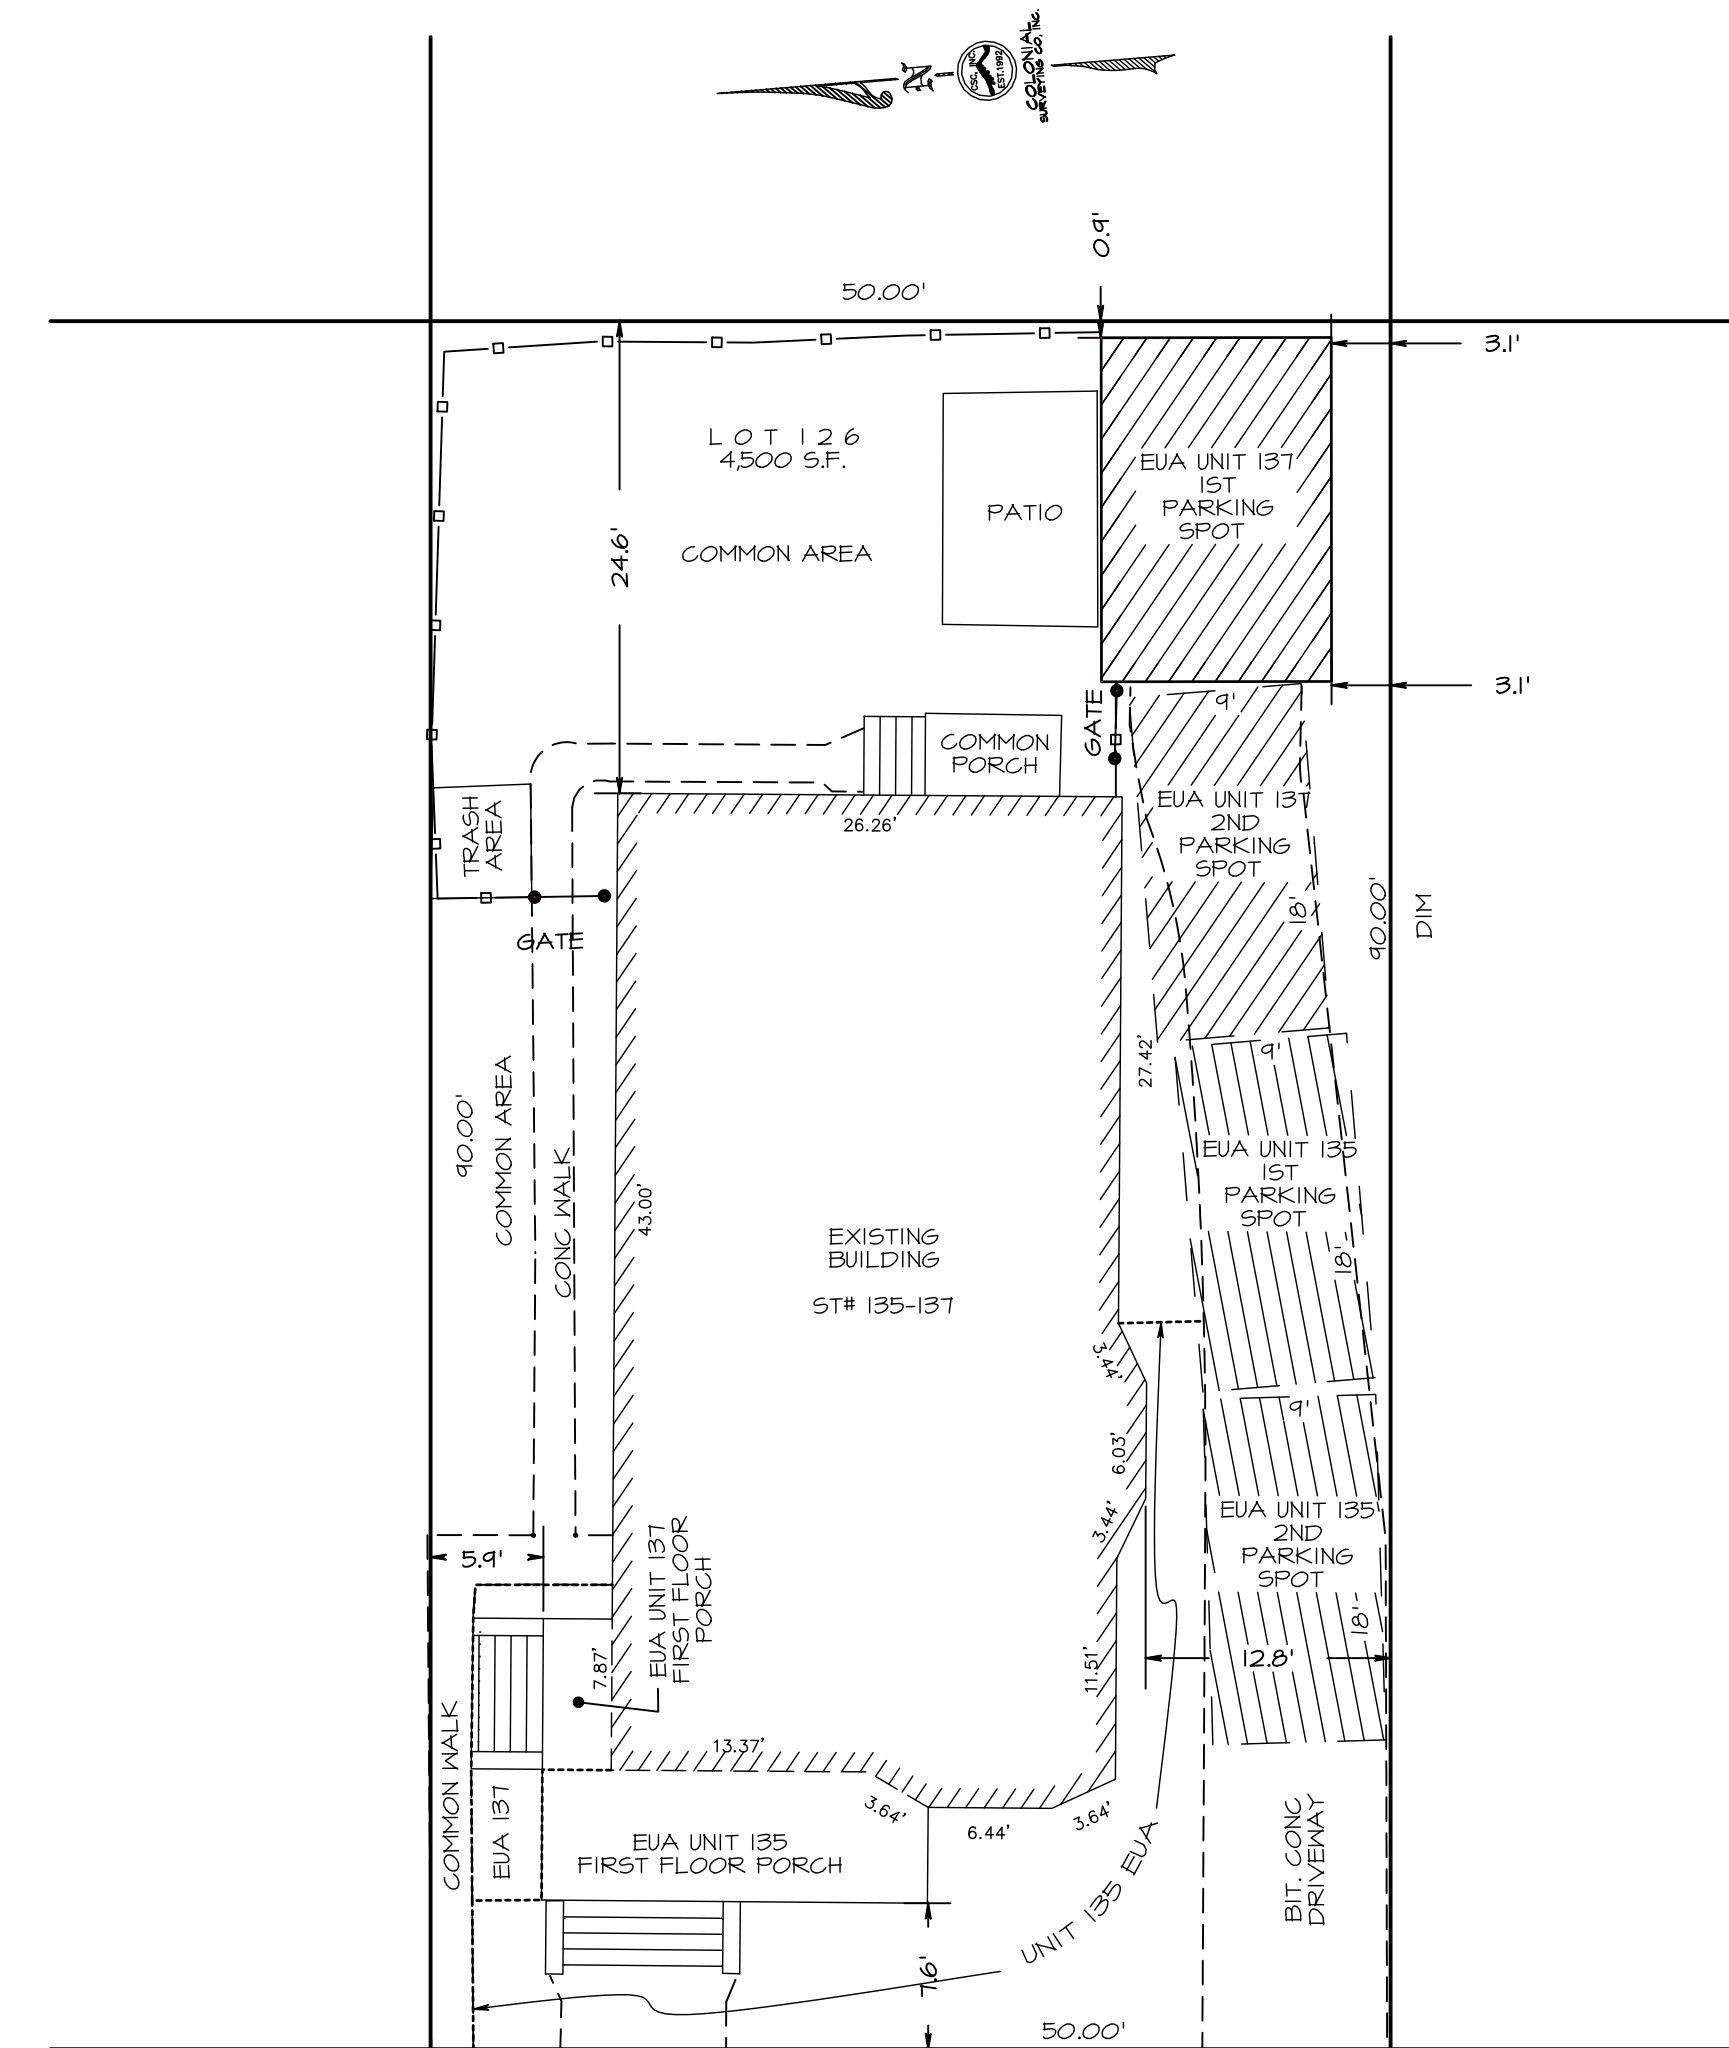 CSC, INC.
EST.1992
COLONIAL
SURVEYING CO, INC.
N
0.9'
50.00'
3.1'
LOT 126
4,500 S.F.
EUA UNIT 137
1ST
PARKING
SPOT
PATIO
24.6'
COMMON AREA
3.1'
GATE
9'
COMMON
PORCH
TRASH
AREA
26.26'
EUA UNIT 137
2ND
PARKING
SPOT
18'
90.00'
DIM
GATE
27.42'
9'
90.00'
COMMON AREA
CONC WALK
43.00'
EUA UNIT 135
1ST
PARKING
SPOT
18'
EXISTING
BUILDING
ST# 135-137
3.44'
9'
6.03'
3.44'
EUA UNIT 135
2ND
PARKING
SPOT
18'
5.9'
EUA UNIT 137
FIRST FLOOR
PORCH
7.87'
11.51'
12.8'
13.37'
COMMON WALK
EUA 137
3.64'
6.44'
3.64'
EUA UNIT 135
FIRST FLOOR PORCH
UNIT 135 EUA
BIT. CONC
DRIVEWAY
7.6'
50.00'